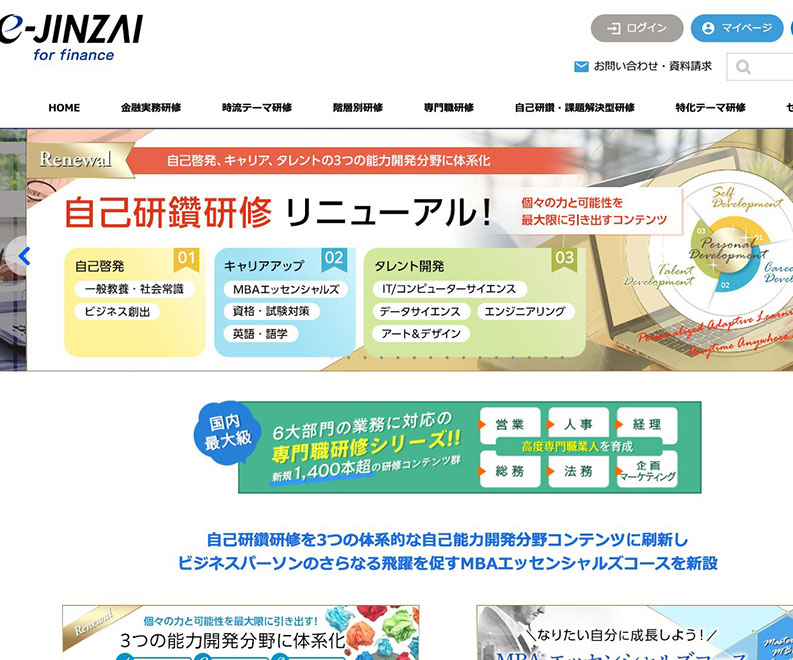 e-JINZAI
for finance
ログイン
マイページ
お問い合わせ・資料請求
HOME
金融実務研修
時流テーマ研修
階層別研修
専門職研修
自己研鑽・課題解決型研修
特化テーマ研修
Renewal
自己啓発、キャリア、タレントの3つの能力開発分野に体系化
自己研鑽研修 リニューアル!
個々の力と可能性を
最大限に引き出すコンテンツ
自己啓発
01
一般教養・社会常識
ビジネス創出
キャリアアップ
02
MBAエッセンシャルズ
資格・試験対策
英語・語学
タレント開発
03
IT/コンピューターサイエンス
データサイエンス
エンジニアリング
アート&デザイン
Self
Development
03
01
Personal
Development
Talent
Development
02
Personalized Adaptive
Anytime Anywhere
国内
最大級
6大部門の業務に対応の
専門職研修シリーズ!!
新規1,400本超の研修コンテンツ群
営業
人事
経理
高度専門職業人を育成
総務
法務
企画
マーケティング
自己研鑽研修を3つの体系的な自己能力開発分野コンテンツに刷新し
ビジネスパーソンのさらなる飛躍を促すMBAエッセンシャルズコースを新設
Renewal
個々の力と可能性を最大限に引き出す!
3つの能力開発分野に体系化
\なりたい自分に成長しよう!/
MBA エッセンシャルズコース